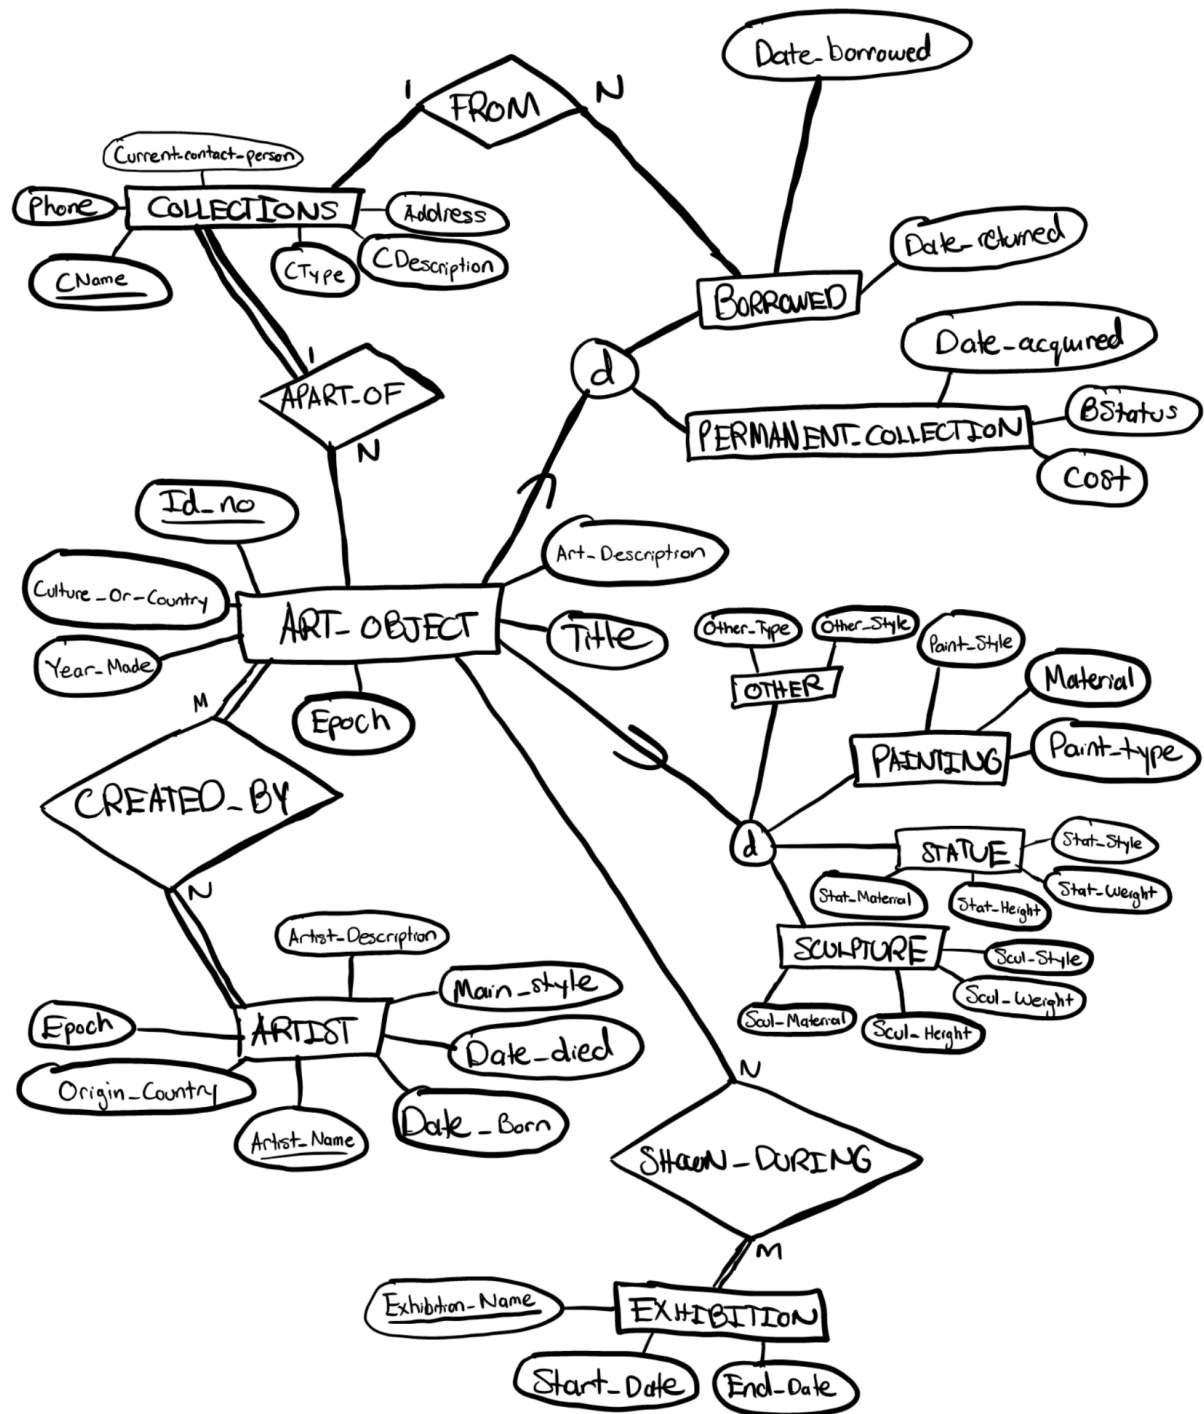 Date_borrowed
1
FROM
N
Current-contact-person
Phone
COLLECTIONS
Address
CName
CType
CDescription
Date_returned
BORROWED
Date_acquired
d
BStatus
PERMANENT_COLLECTION
Cost
1
APART_OF
N
Id_no
Art_Description
Culture_Or_Country
ART_OBJECT
Title
Year_Made
Epoch
Other_Type
Other_Style
Paint_Style
OTHER
Material
PAINTING
Paint_type
M
CREATED_BY
N
d
STATUE
Stat_Style
Stat_Material
Stat_Height
Stat_Weight
SCULPTURE
Scul_Style
Scul_Weight
Scul_Material
Scul_Height
Artist_Description
Main_style
Epoch
ARTIST
Date_died
Origin_Country
Artist_Name
Date_Born
N
SHOWN_DURING
M
Exhibition_Name
EXHIBITION
Start_Date
End_Date